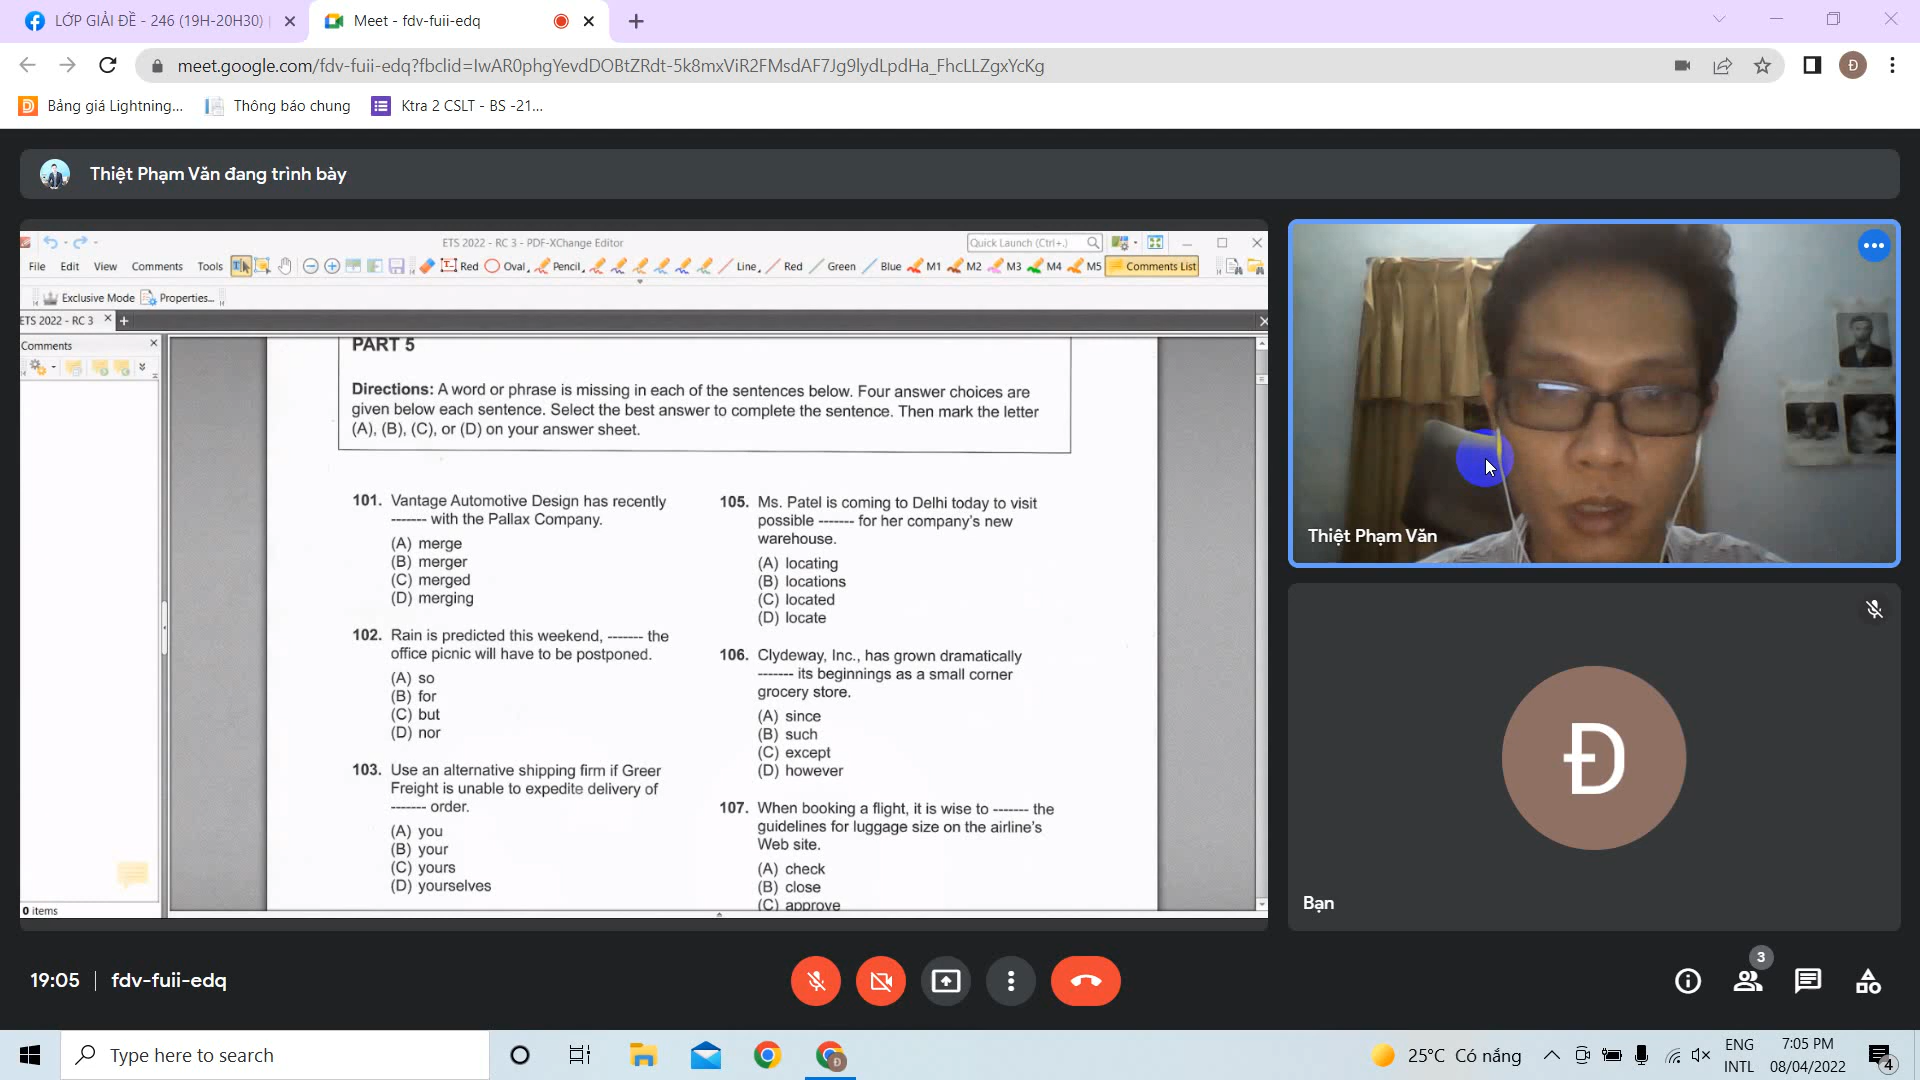 LỚP GIẢI ĐỀ - 246 (19H-20H30) |
Meet - fdv-fuii-edq
meet.google.com/fdv-fuii-edq?fbclid=IwAR0phgYevdDOBtZRdt-5k8mxViR2FMsdAF7Jg9lydLpdHa_FhcLLZgxYcKg
Đ
Bảng giá Lightning...
Thông báo chung
Ktra 2 CSLT - BS -21...
Thiệt Phạm Văn đang trình bày
ETS 2022 - RC 3 - PDF-XChange Editor
Quick Launch (Ctrl+.)
File Edit View Comments Tools Red Oval Pencil Line Red Green Blue M1 M2 M3 M4 M5 Comments List
Exclusive Mode Properties...
ETS 2022 - RC 3
Comments
0 items
PART 5
Directions: A word or phrase is missing in each of the sentences below. Four answer choices are
given below each sentence. Select the best answer to complete the sentence. Then mark the letter
(A), (B), (C), or (D) on your answer sheet.
101. Vantage Automotive Design has recently
------- with the Pallax Company.
(A) merge
(B) merger
(C) merged
(D) merging
102. Rain is predicted this weekend, ------- the
office picnic will have to be postponed.
(A) so
(B) for
(C) but
(D) nor
103. Use an alternative shipping firm if Greer
Freight is unable to expedite delivery of
------- order.
(A) you
(B) your
(C) yours
(D) yourselves
105. Ms. Patel is coming to Delhi today to visit
possible ------- for her company's new
warehouse.
(A) locating
(B) locations
(C) located
(D) locate
106. Clydeway, Inc., has grown dramatically
------- its beginnings as a small corner
grocery store.
(A) since
(B) such
(C) except
(D) however
107. When booking a flight, it is wise to ------- the
guidelines for luggage size on the airline's
Web site.
(A) check
(B) close
(C) approve
Thiệt Phạm Văn
Đ
Bạn
19:05 | fdv-fuii-edq
3
Type here to search
Đ
25°C Có nắng
ENG
INTL
7:05 PM
08/04/2022
4